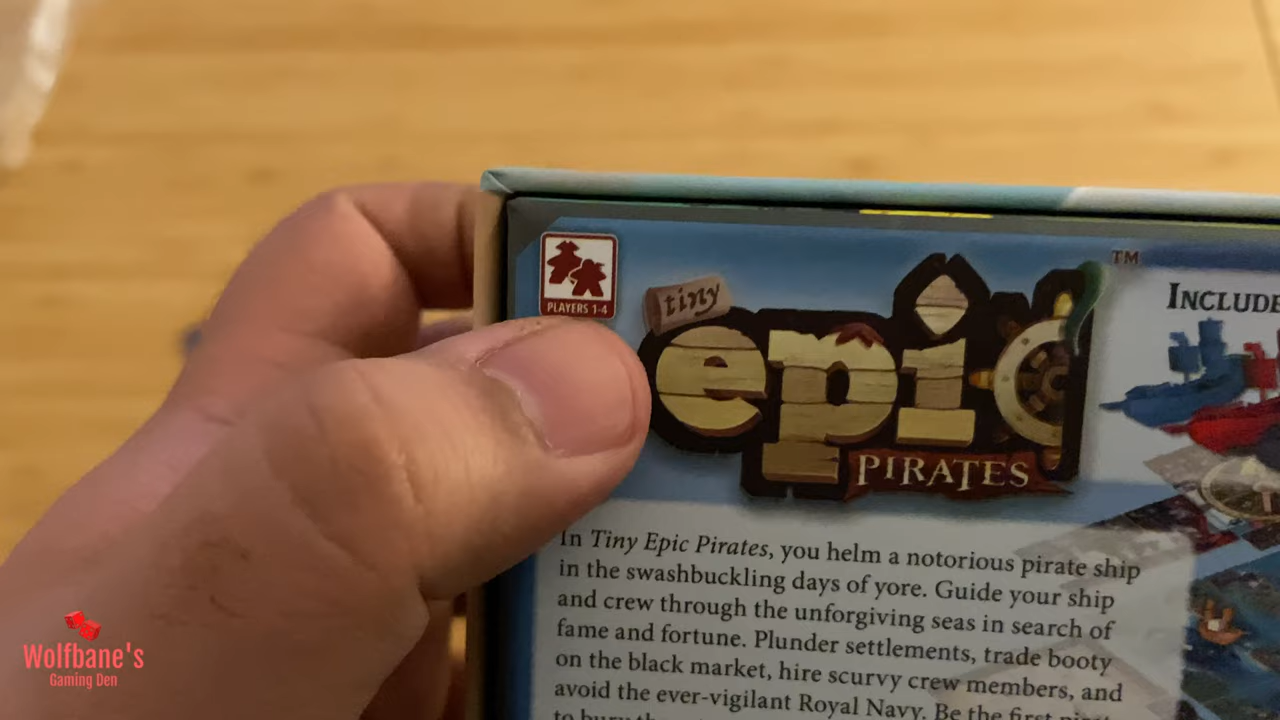 PLAYERS 1-4
tiny
epic
PIRATES
™
INCLUDE
In Tiny Epic Pirates, you helm a notorious pirate ship
in the swashbuckling days of yore. Guide your ship
and crew through the unforgiving seas in search of
fame and fortune. Plunder settlements, trade booty
on the black market, hire scurvy crew members, and
avoid the ever-vigilant Royal Navy. Be the first
to bury
Wolfbane's
Gaming Den